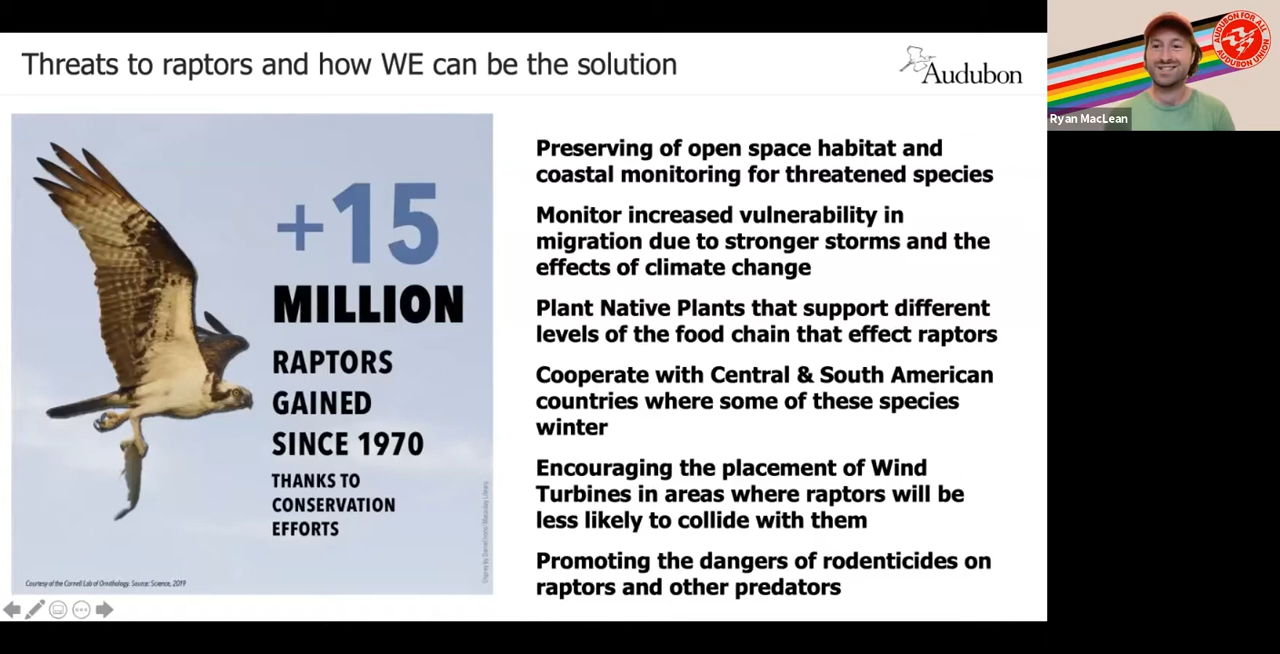 Threats to raptors and how WE can be the solution
Audubon
+15
MILLION
RAPTORS
GAINED
SINCE 1970
THANKS TO
CONSERVATION
EFFORTS
Courtesy of the Cornell Lab of Ornithology. Source: Science, 2019
Preserving of open space habitat and
coastal monitoring for threatened species
Monitor increased vulnerability in
migration due to stronger storms and the
effects of climate change
Plant Native Plants that support different
levels of the food chain that effect raptors
Cooperate with Central & South American
countries where some of these species
winter
Encouraging the placement of Wind
Turbines in areas where raptors will be
less likely to collide with them
Promoting the dangers of rodenticides on
raptors and other predators
AUDUBON FOR ALL
AUDUBON UNION
Ryan MacLean